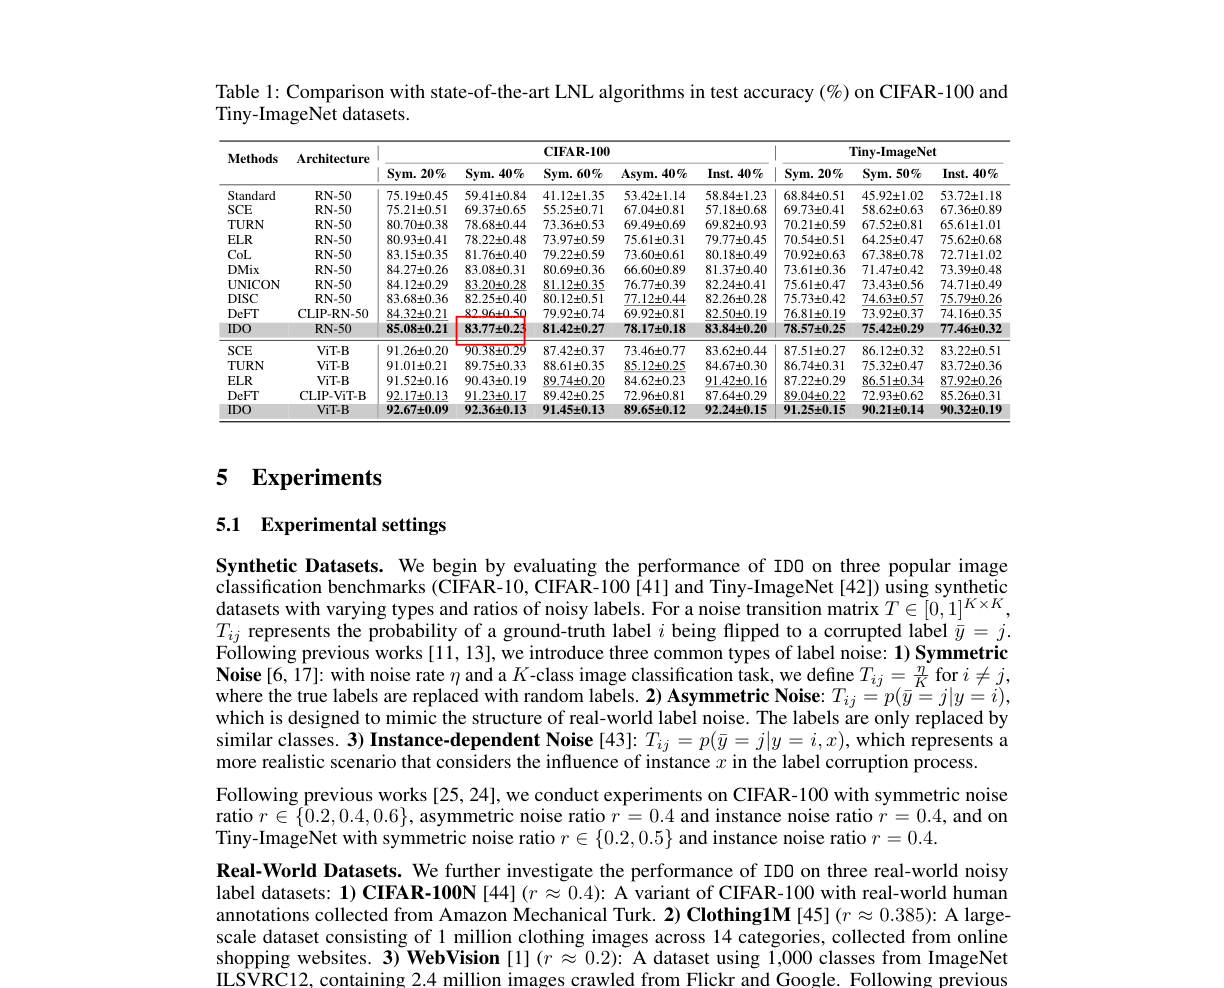 Table 1: Comparison with state-of-the-art LNL algorithms in test accuracy (%) on CIFAR-100 and
Tiny-ImageNet datasets.
Methods Architecture CIFAR-100 Tiny-ImageNet
Sym. 20% Sym. 40% Sym. 60% Asym. 40% Inst. 40% Sym. 20% Sym. 50% Inst. 40%
Standard RN-50 75.19±0.45 59.41±0.84 41.12±1.35 53.42±1.14 58.84±1.23 68.84±0.51 45.92±1.02 53.72±1.18
SCE RN-50 75.21±0.51 69.37±0.65 55.25±0.71 67.04±0.81 57.18±0.68 69.73±0.41 58.62±0.63 67.36±0.89
TURN RN-50 80.70±0.38 78.68±0.44 73.36±0.53 69.49±0.69 69.82±0.93 70.21±0.59 67.52±0.81 65.61±1.01
ELR RN-50 80.93±0.41 78.22±0.48 73.97±0.59 75.61±0.31 79.77±0.45 70.54±0.51 64.25±0.47 75.62±0.68
CoL RN-50 83.15±0.35 81.76±0.40 79.22±0.59 73.60±0.61 80.18±0.49 70.92±0.63 67.38±0.78 72.71±1.02
DMix RN-50 84.27±0.26 83.08±0.31 80.69±0.36 66.60±0.89 81.37±0.40 73.61±0.36 71.47±0.42 73.39±0.48
UNICON RN-50 84.12±0.29 83.20±0.28 81.12±0.35 76.77±0.39 82.24±0.41 75.61±0.47 73.43±0.56 74.71±0.49
DISC RN-50 83.68±0.36 82.25±0.40 80.12±0.51 77.12±0.44 82.26±0.28 75.73±0.42 74.63±0.57 75.79±0.26
DeFT CLIP-RN-50 84.32±0.21 82.96±0.50 79.92±0.74 69.92±0.81 82.50±0.19 76.81±0.19 73.92±0.37 74.16±0.35
IDO RN-50 85.08±0.21 83.77±0.23 81.42±0.27 78.17±0.18 83.84±0.20 78.57±0.25 75.42±0.29 77.46±0.32
SCE ViT-B 91.26±0.20 90.38±0.29 87.42±0.37 73.46±0.77 83.62±0.44 87.51±0.27 86.12±0.32 83.22±0.51
TURN ViT-B 91.01±0.21 89.75±0.33 88.61±0.35 85.12±0.25 84.67±0.30 86.74±0.31 75.32±0.47 83.72±0.36
ELR ViT-B 91.52±0.16 90.43±0.19 89.74±0.20 84.62±0.23 91.42±0.16 87.22±0.29 86.51±0.34 87.92±0.26
DeFT CLIP-ViT-B 92.17±0.13 91.23±0.17 89.42±0.25 72.96±0.81 87.64±0.29 89.04±0.22 72.93±0.62 85.26±0.31
IDO ViT-B 92.67±0.09 92.36±0.13 91.45±0.13 89.65±0.12 92.24±0.15 91.25±0.15 90.21±0.14 90.32±0.19
5 Experiments
5.1 Experimental settings
Synthetic Datasets. We begin by evaluating the performance of IDO on three popular image
classification benchmarks (CIFAR-10, CIFAR-100 [41] and Tiny-ImageNet [42]) using synthetic
datasets with varying types and ratios of noisy labels. For a noise transition matrix T ∈ [0, 1]^{K×K},
T_{ij} represents the probability of a ground-truth label i being flipped to a corrupted label ȳ = j.
Following previous works [11, 13], we introduce three common types of label noise: 1) Symmetric
Noise [6, 17]: with noise rate η and a K-class image classification task, we define T_{ij} = η/K for i ≠ j,
where the true labels are replaced with random labels. 2) Asymmetric Noise: T_{ij} = p(ȳ = j|y = i),
which is designed to mimic the structure of real-world label noise. The labels are only replaced by
similar classes. 3) Instance-dependent Noise [43]: T_{ij} = p(ȳ = j|y = i, x), which represents a
more realistic scenario that considers the influence of instance x in the label corruption process.
Following previous works [25, 24], we conduct experiments on CIFAR-100 with symmetric noise
ratio r ∈ {0.2, 0.4, 0.6}, asymmetric noise ratio r = 0.4 and instance noise ratio r = 0.4, and on
Tiny-ImageNet with symmetric noise ratio r ∈ {0.2, 0.5} and instance noise ratio r = 0.4.
Real-World Datasets. We further investigate the performance of IDO on three real-world noisy
label datasets: 1) CIFAR-100N [44] (r ≈ 0.4): A variant of CIFAR-100 with real-world human
annotations collected from Amazon Mechanical Turk. 2) Clothing1M [45] (r ≈ 0.385): A large-
scale dataset consisting of 1 million clothing images across 14 categories, collected from online
shopping websites. 3) WebVision [1] (r ≈ 0.2): A dataset using 1,000 classes from ImageNet
ILSVRC12, containing 2.4 million images crawled from Flickr and Google. Following previous